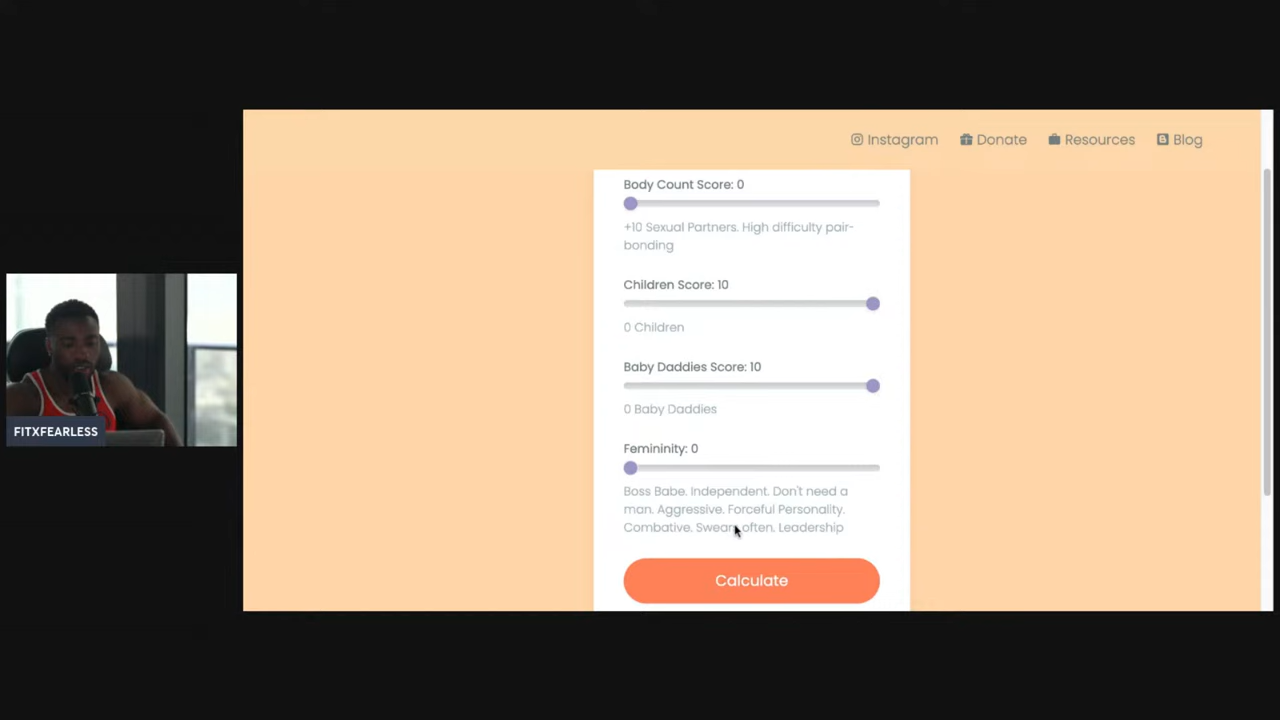 Instagram
Donate
Resources
Blog
Body Count Score: 0
+10 Sexual Partners. High difficulty pair-
bonding
Children Score: 10
0 Children
Baby Daddies Score: 10
0 Baby Daddies
Femininity: 0
Boss Babe. Independent. Don't need a
man. Aggressive. Forceful Personality.
Combative. Swears often. Leadership
Calculate
FITXFEARLESS